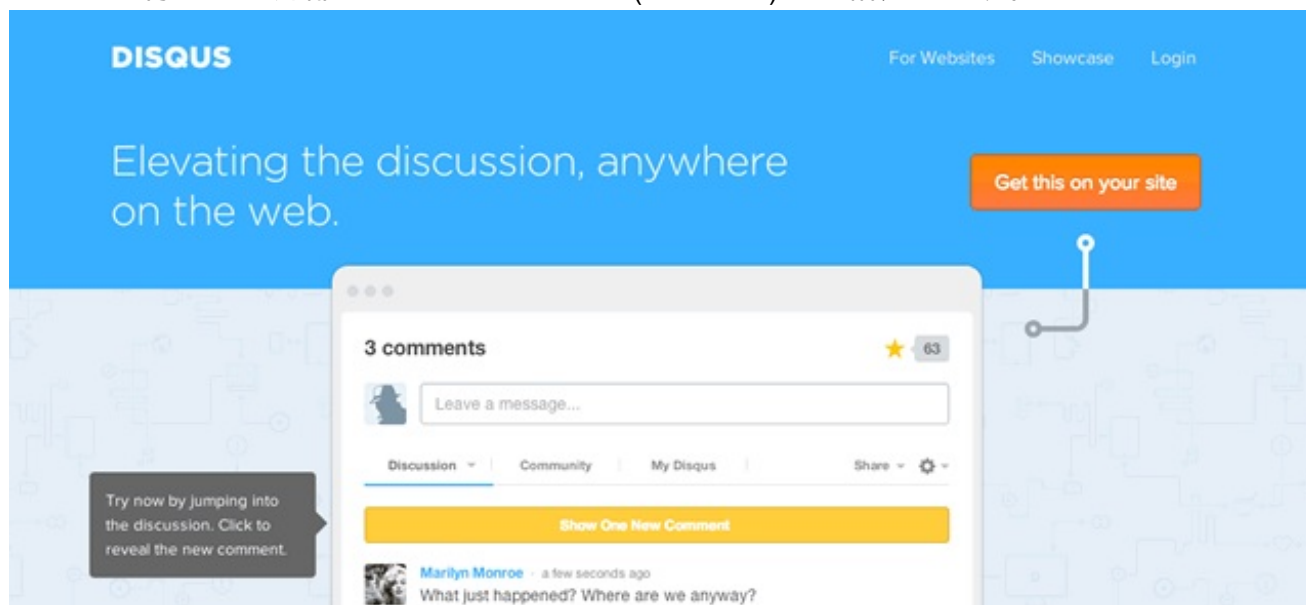 DISQUS
For Websites Showcase Login
Elevating the discussion, anywhere
on the web.
Get this on your site
3 comments
63
Leave a message...
Discussion Community My Disqus Share
Try now by jumping into
the discussion. Click to
reveal the new comment.
Show One New Comment
Marilyn Monroe · a few seconds ago
What just happened? Where are we anyway?